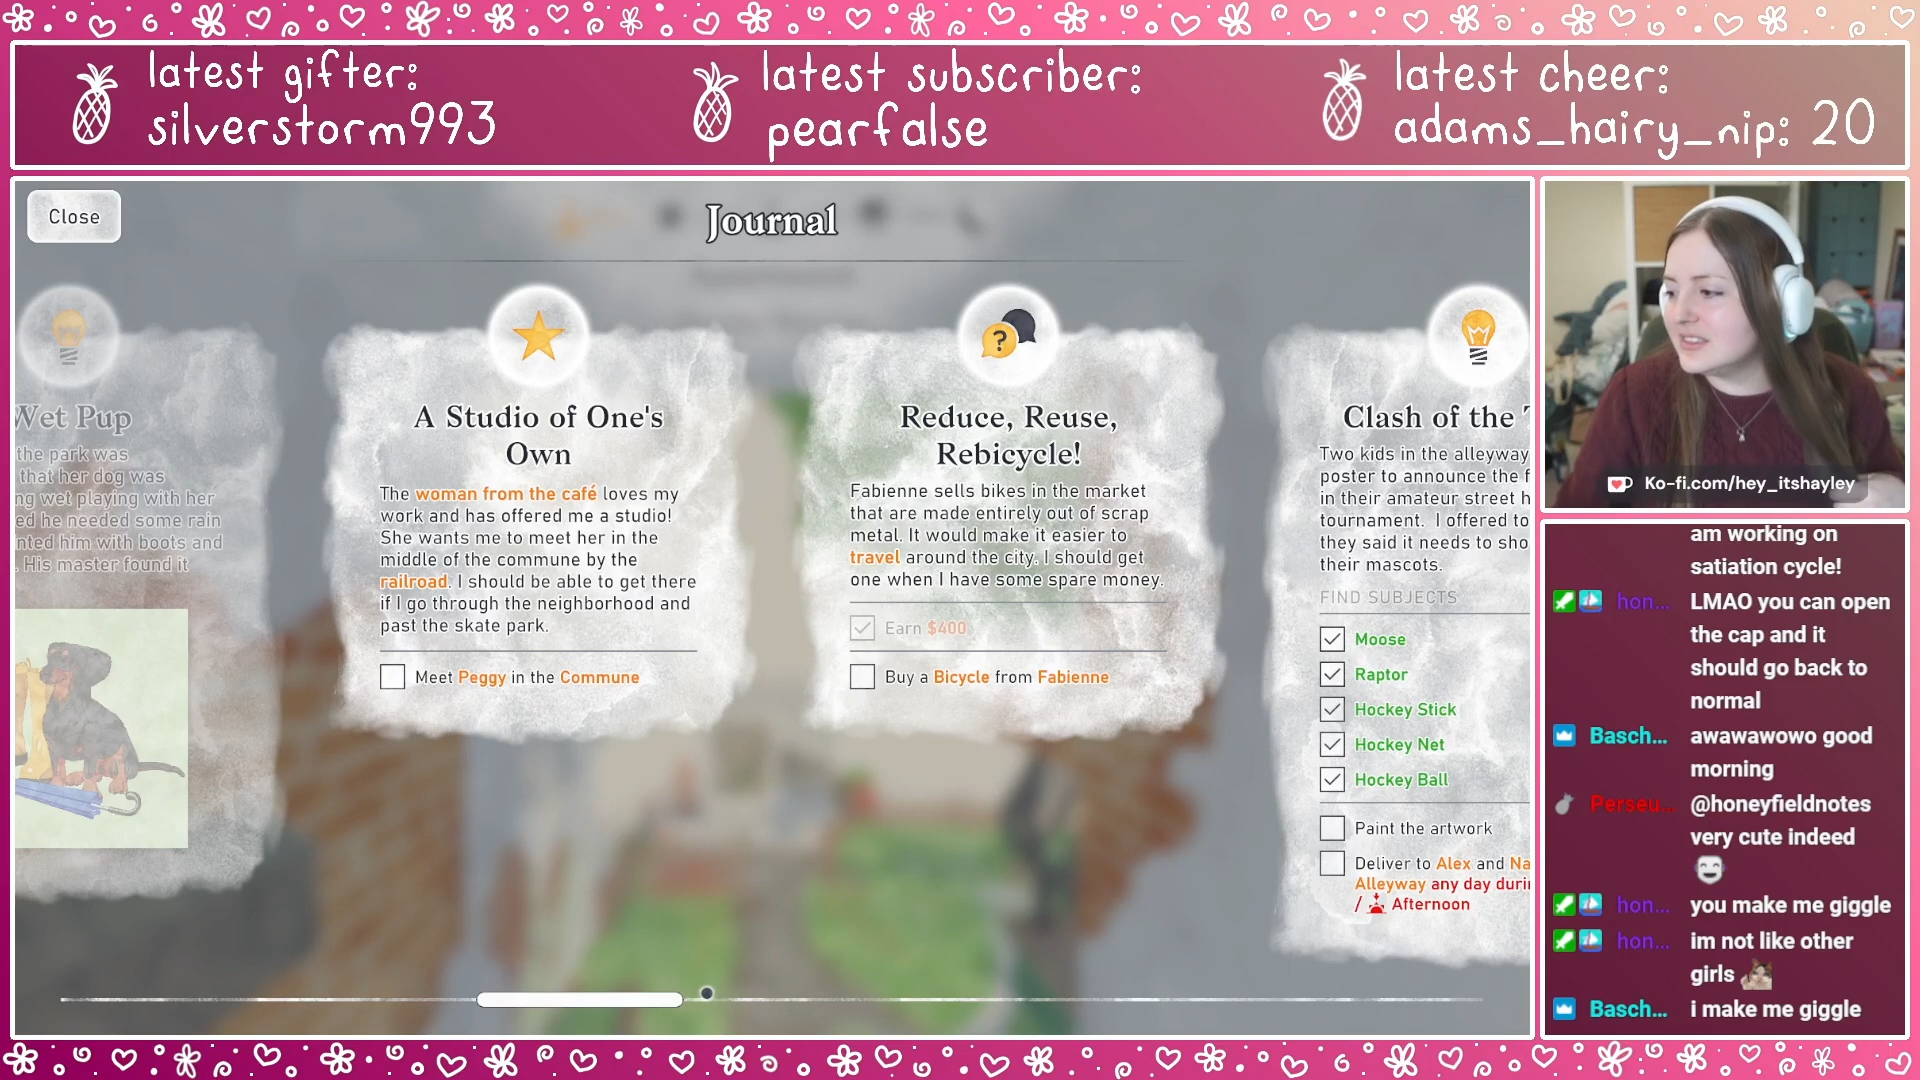 latest gifter:
silverstorm993
latest subscriber:
pearfalse
latest cheer:
adams_hairy_nip: 20
Close
Journal
Wet Pup
the park was
that her dog was
ng wet playing with her
ed he needed some rain
nted him with boots and
. His master found it
A Studio of One's
Own
The woman from the café loves my
work and has offered me a studio!
She wants me to meet her in the
middle of the commune by the
railroad. I should be able to get there
if I go through the neighborhood and
past the skate park.
Meet Peggy in the Commune
Reduce, Reuse,
Rebicycle!
Fabienne sells bikes in the market
that are made entirely out of scrap
metal. It would make it easier to
travel around the city. I should get
one when I have some spare money.
Earn $400
Buy a Bicycle from Fabienne
Clash of the
Two kids in the alleyway
poster to announce the f
in their amateur street h
tournament. I offered to
they said it needs to sho
their mascots.
FIND SUBJECTS
Moose
Raptor
Hockey Stick
Hockey Net
Hockey Ball
Paint the artwork
Deliver to Alex and Na
Alleyway any day duri
/ Afternoon
Ko-fi.com/hey_itshayley
am working on
satiation cycle!
hon... LMAO you can open
the cap and it
should go back to
normal
Basch... awawawowo good
morning
Perseu... @honeyfieldnotes
very cute indeed
hon... you make me giggle
hon... im not like other
girls
Basch... i make me giggle